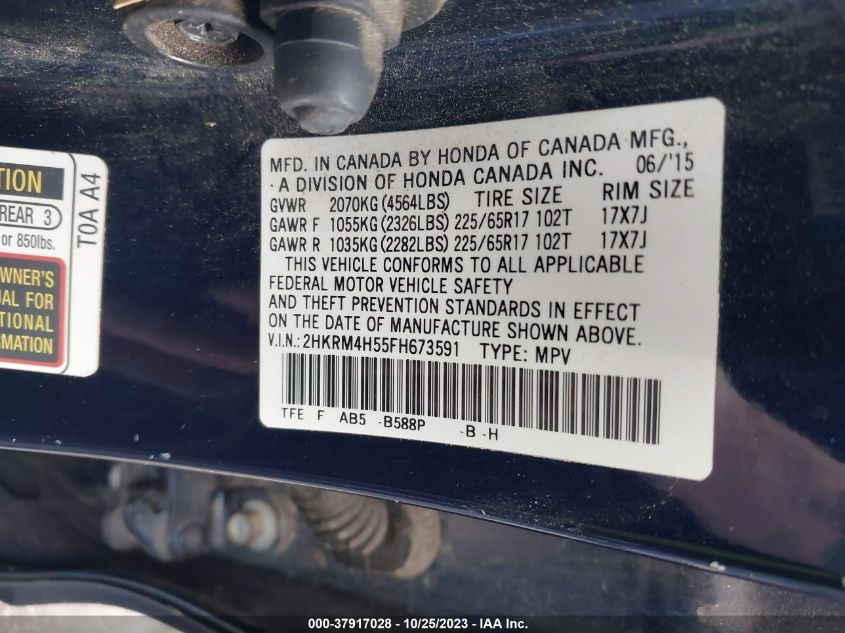 TION
REAR 3
or 850lbs.
WNER'S
UAL FOR
TIONAL
RMATION
T0A A4
MFD. IN CANADA BY HONDA OF CANADA MFG.,
A DIVISION OF HONDA CANADA INC. 06/'15
GVWR 2070KG (4564LBS) TIRE SIZE RIM SIZE
GAWR F 1055KG (2326LBS) 225/65R17 102T 17X7J
GAWR R 1035KG (2282LBS) 225/65R17 102T 17X7J
THIS VEHICLE CONFORMS TO ALL APPLICABLE
FEDERAL MOTOR VEHICLE SAFETY
AND THEFT PREVENTION STANDARDS IN EFFECT
ON THE DATE OF MANUFACTURE SHOWN ABOVE.
V.I.N.: 2HKRM4H55FH673591 TYPE: MPV
TFE F AB5 -B588P -B -H
000-37917028 - 10/25/2023 - IAA Inc.